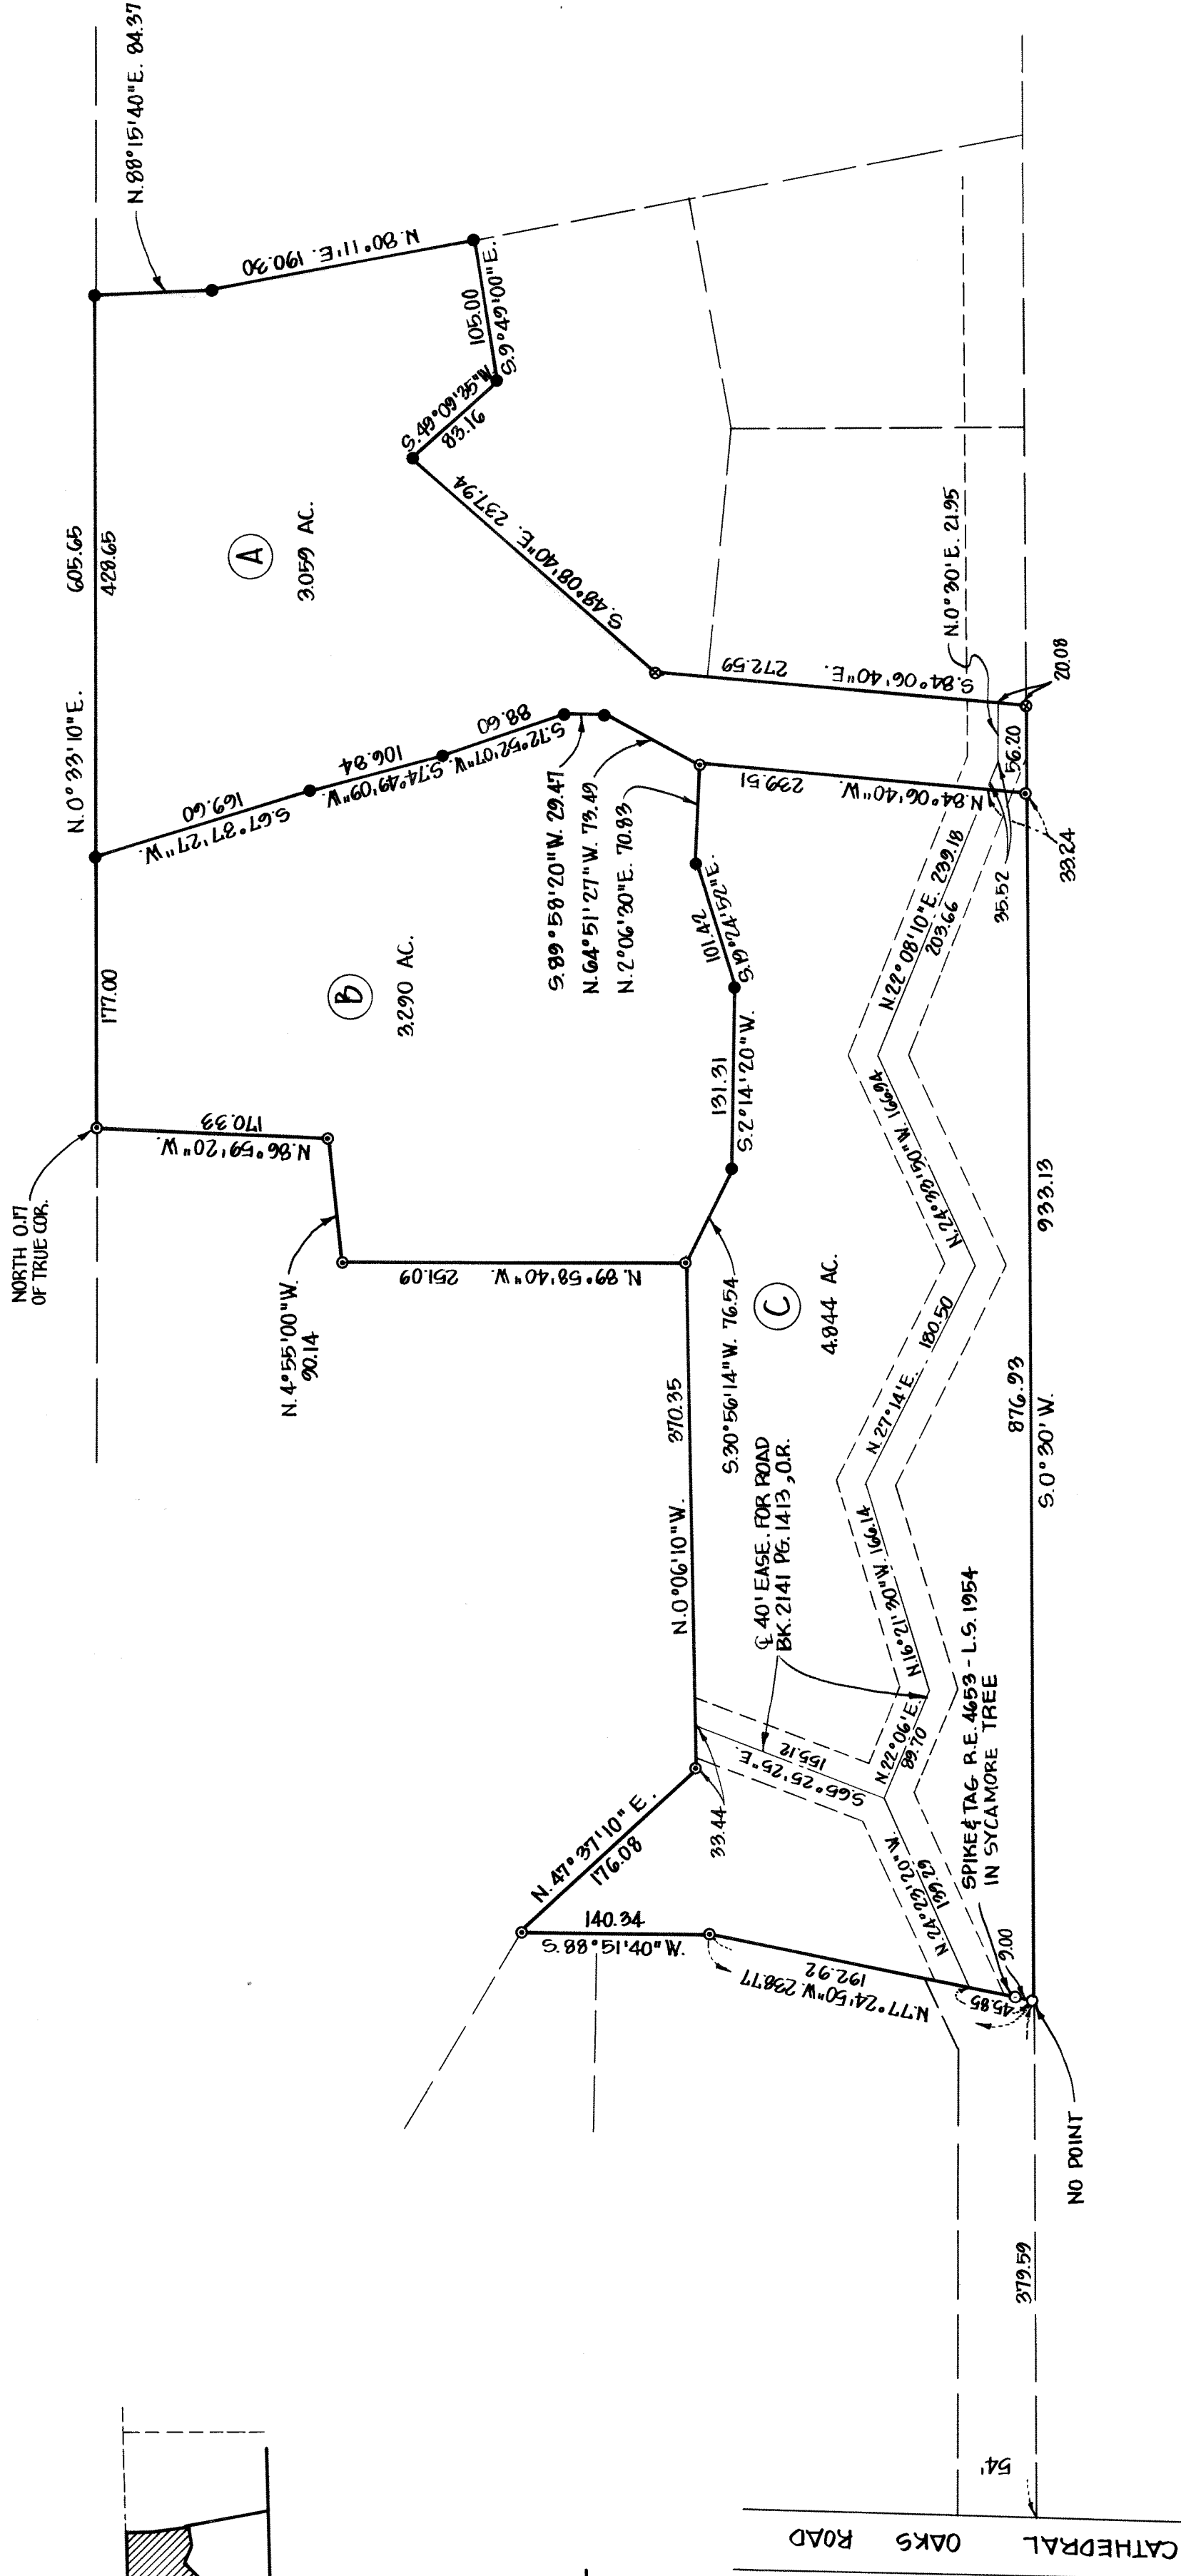 N.88°15'40"E. 84.37
N.0°33'10"E.
605.65
428.65
177.00
N.80°11'E. 190.30
105.00
S.9°49'00"E.
83.16
S.48°08'40"E. 237.94
A
3.059 AC.
169.60
S.67°37'27"W.
106.84
S.74°49'09"W.
88.60
S.72°52'07"W.
S.89°58'20"W. 29.47
N.64°51'27"W. 73.49
N.2°06'30"E. 70.83
B
3.290 AC.
NORTH 0.17
OF TRUE COR.
170.33
N.86°59'20"W.
N.4°55'00"W.
90.14
N.89°58'40"W. 251.09
101.42
S.19°24'52"E.
131.31
S.2°14'20"W.
S.30°56'14"W. 76.54
S.84°06'40"E. 272.59
239.51
N.84°06'40"W.
N.0°30'E. 21.95
20.08
56.20
33.24
35.52
N.22°08'10"E. 239.18
203.66
N.24°33'50"W. 166.94
N.27°14'E. 180.50
N.16°21'30"W. 166.14
N.22°06'E.
89.70
C
4.944 AC.
933.13
876.93
S.0°30'W.
N.0°06'10"W. 370.35
℄ 40' EASE. FOR ROAD
BK. 2141 PG. 1413, O.R.
155.12
S.65°25'25"E.
33.44
N.47°37'10"E.
176.08
140.34
S.88°51'40"W.
192.92
N.77°24'50"W. 238.77
N.24°23'20"W.
139.29
45.85
9.00
SPIKE & TAG R.E. 4653 - L.S. 1954
IN SYCAMORE TREE
NO POINT
379.59
54'
CATHEDRAL OAKS ROAD